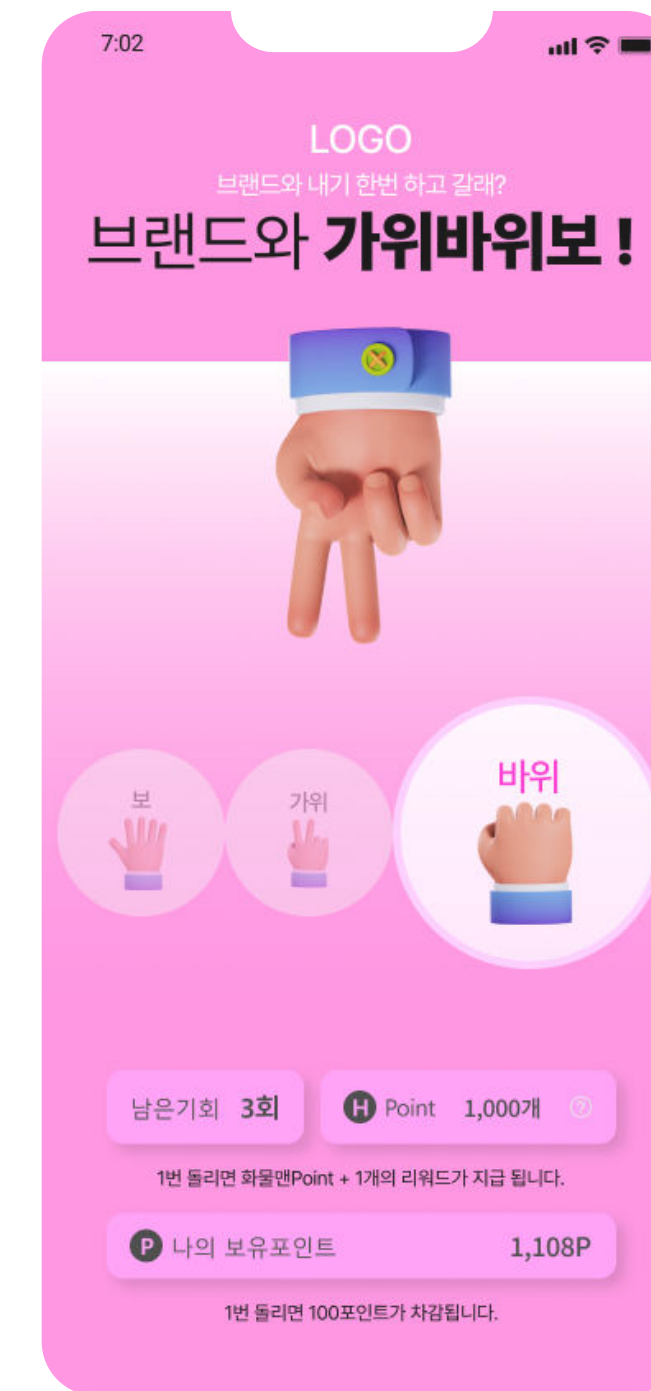 7:02
LOGO
브랜드와 내기 한번 하고 갈래?
브랜드와 가위바위보 !
보
가위
바위
남은기회 3회
H Point 1,000개 ?
1번 돌리면 화물맨Point + 1개의 리워드가 지급 됩니다.
P 나의 보유포인트 1,108P
1번 돌리면 100포인트가 차감됩니다.